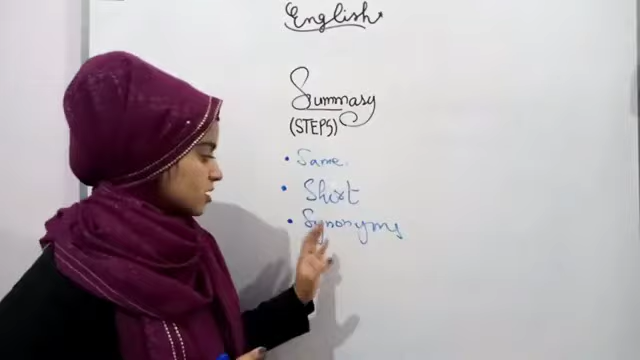 English
Summary
(STEPS)
• Same.
• Short
• Synonyms